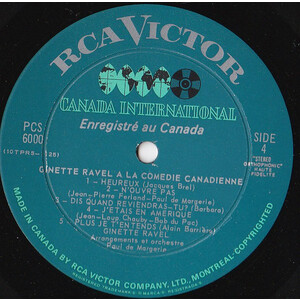 RCA VICTOR
CANADA INTERNATIONAL
Enregistré au Canada
PCS
6000
SIDE
4
"STEREO
ORTHOPHONIC"
HAUTE
FIDELITE
GINETTE RAVEL A LA COMEDIE CANADIENNE
1 - HEUREUX (Jacques Brel)
2 - N'OUVRE PAS
(Jean-Pierre Ferland - Paul de Margerie)
3 - DIS QUAND REVIENDRAS-TU? (Barbara)
4 - J'ETAIS EN AMERIQUE
(Jean-Loup Chauby - Bob du Pac)
5 - PLUS JE T'ENTENDS (Alain Barrière)
GINETTE RAVEL
Arrangements et orchestre
Paul de Margerie
MADE IN CANADA BY RCA VICTOR COMPANY, LTD., MONTREAL COPYRIGHTED